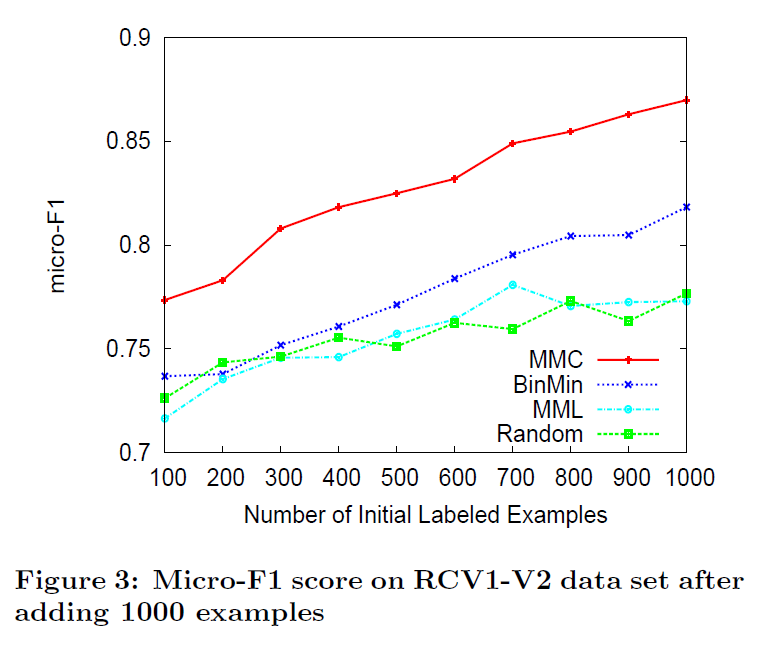 0.9
0.85
0.8
0.75
0.7
micro-F1
MMC
BinMin
MML
Random
100 200 300 400 500 600 700 800 900 1000
Number of Initial Labeled Examples
Figure 3: Micro-F1 score on RCV1-V2 data set after
adding 1000 examples